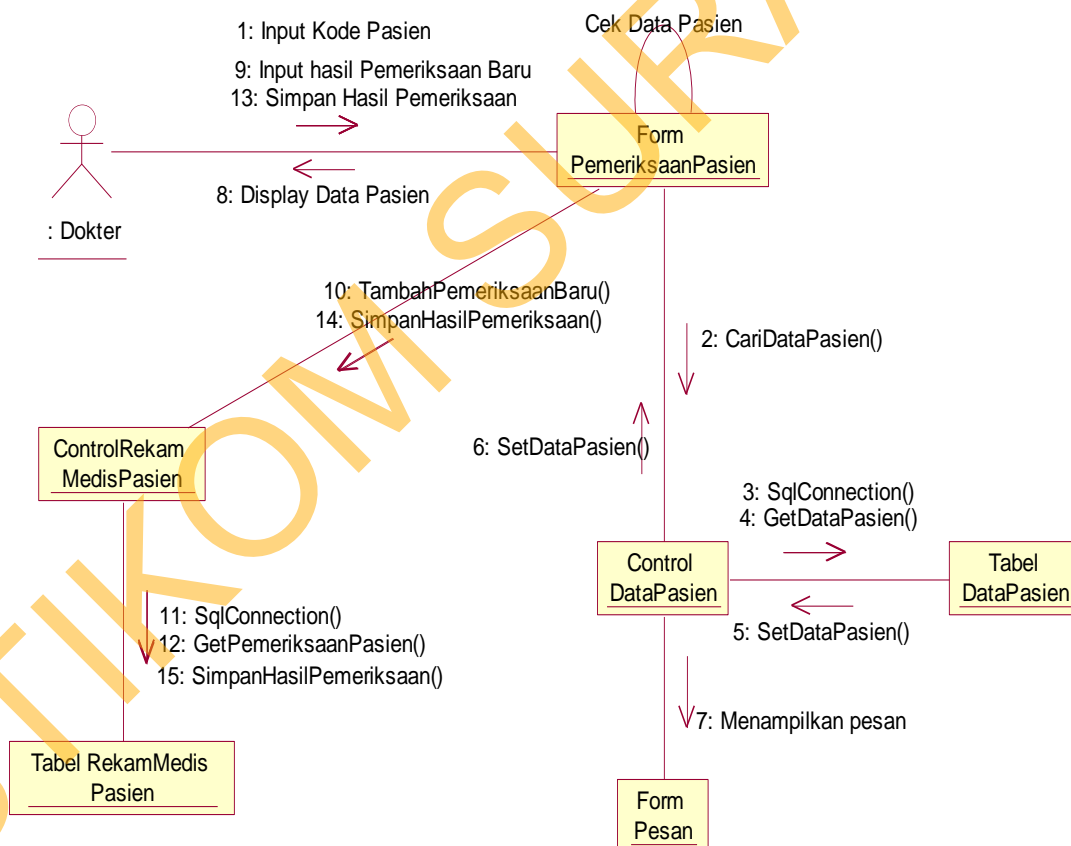 Cek Data Pasien
1: Input Kode Pasien
9: Input hasil Pemeriksaan Baru
13: Simpan Hasil Pemeriksaan
Form
PemeriksaanPasien
8: Display Data Pasien
: Dokter
10: TambahPemeriksaanBaru()
14: SimpanHasilPemeriksaan()
2: CariDataPasien()
6: SetDataPasien()
ControlRekam
MedisPasien
3: SqlConnection()
4: GetDataPasien()
Control
DataPasien
Tabel
DataPasien
5: SetDataPasien()
11: SqlConnection()
12: GetPemeriksaanPasien()
15: SimpanHasilPemeriksaan()
7: Menampilkan pesan
Tabel RekamMedis
Pasien
Form
Pesan
TIKOM SURA